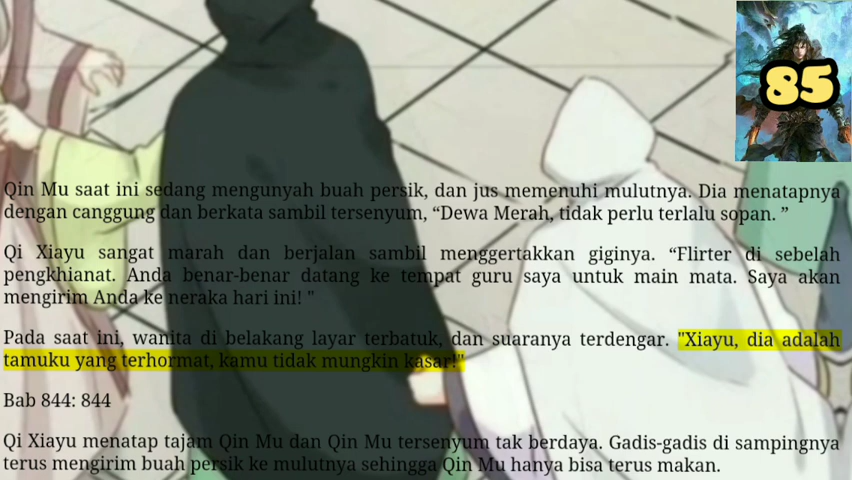 85
Qin Mu saat ini sedang mengunyah buah persik, dan jus memenuhi mulutnya. Dia menatapnya
dengan canggung dan berkata sambil tersenyum, “Dewa Merah, tidak perlu terlalu sopan. ”
Qi Xiayu sangat marah dan berjalan sambil menggertakkan giginya. “Flirter di sebelah
pengkhianat. Anda benar-benar datang ke tempat guru saya untuk main mata. Saya akan
mengirim Anda ke neraka hari ini! ”
Pada saat ini, wanita di belakang layar terbatuk, dan suaranya terdengar. "Xiayu, dia adalah
tamuku yang terhormat, kamu tidak mungkin kasar!"
Bab 844: 844
Qi Xiayu menatap tajam Qin Mu dan Qin Mu tersenyum tak berdaya. Gadis-gadis di sampingnya
terus mengirim buah persik ke mulutnya sehingga Qin Mu hanya bisa terus makan.